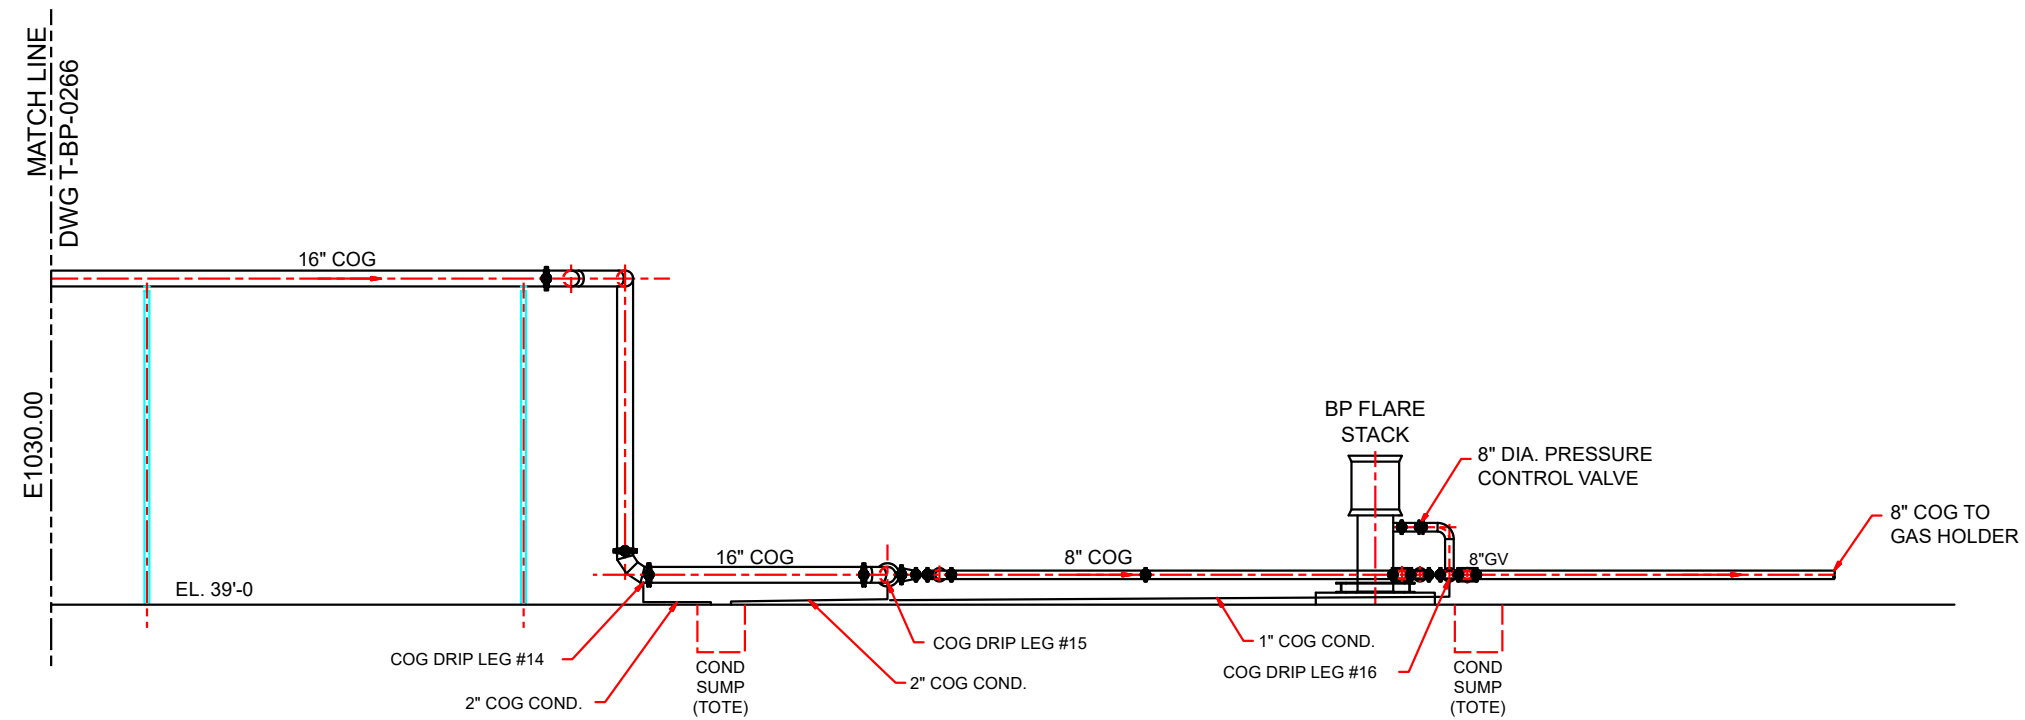 MATCH LINE
DWG T-BP-0266
E1030.00
16" COG
EL. 39'-0
16" COG
8" COG
BP FLARE
STACK
8" DIA. PRESSURE
CONTROL VALVE
8"GV
8" COG TO
GAS HOLDER
COG DRIP LEG #14
2" COG COND.
COND
SUMP
(TOTE)
COG DRIP LEG #15
2" COG COND.
1" COG COND.
COG DRIP LEG #16
COND
SUMP
(TOTE)